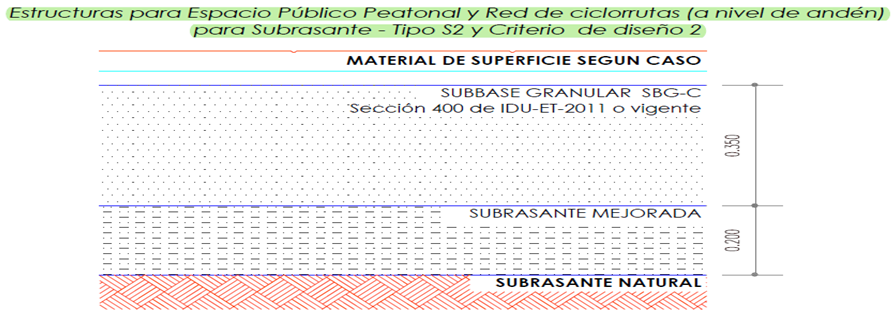 Estructuras para Espacio Público Peatonal y Red de ciclorrutas (a nivel de andén)
para Subrasante - Tipo S2 y Criterio de diseño 2
MATERIAL DE SUPERFICIE SEGUN CASO
SUBBASE GRANULAR SBG-C
Sección 400 de IDU-ET-2011 o vigente
0.350
SUBRASANTE MEJORADA
0.200
SUBRASANTE NATURAL